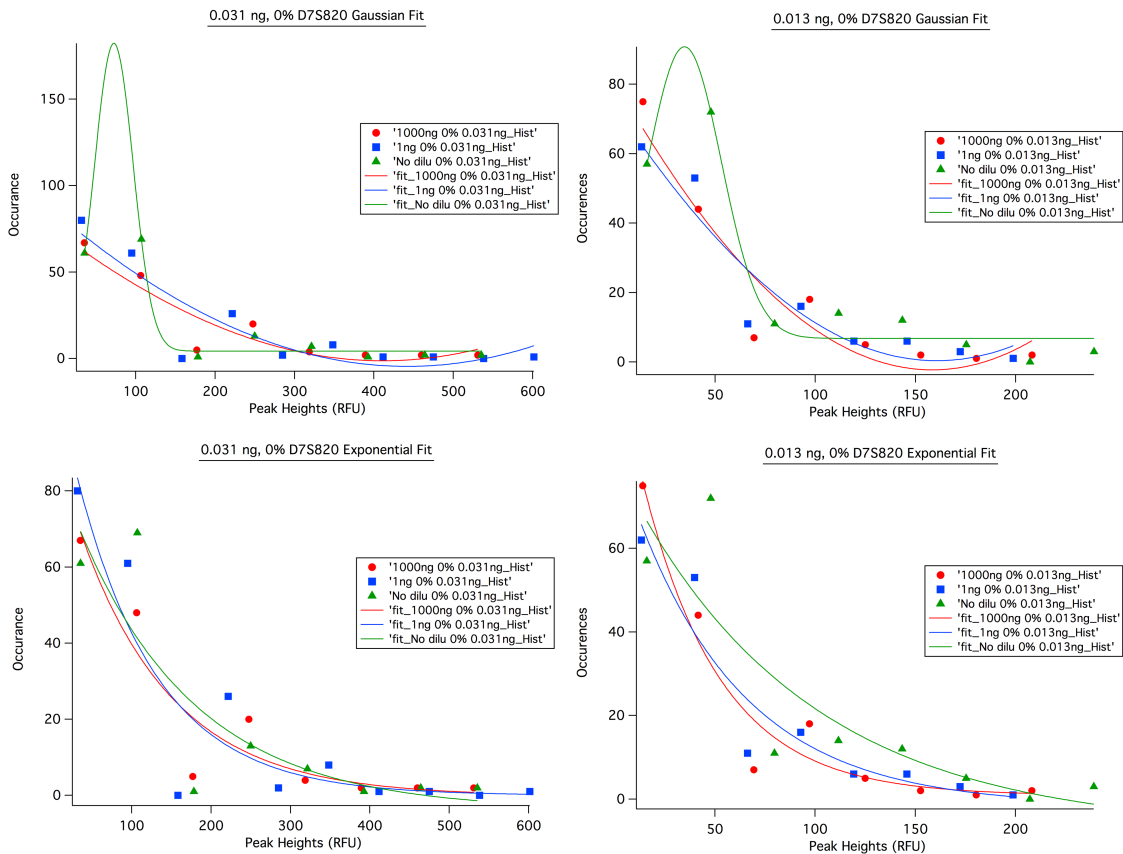 0.031 ng, 0% D7S820 Gaussian Fit
Occurance
150
100
50
0
100
200
300
400
500
600
Peak Heights (RFU)
'1000ng 0% 0.031ng_Hist'
'1ng 0% 0.031ng_Hist'
'No dilu 0% 0.031ng_Hist'
'fit_1000ng 0% 0.031ng_Hist'
'fit_1ng 0% 0.031ng_Hist'
'fit_No dilu 0% 0.031ng_Hist'
0.013 ng, 0% D7S820 Gaussian Fit
Occurences
80
60
40
20
0
50
100
150
200
Peak Heights (RFU)
'1000ng 0% 0.013ng_Hist'
'1ng 0% 0.013ng_Hist'
'No dilu 0% 0.013ng_Hist'
'fit_1000ng 0% 0.013ng_Hist'
'fit_1ng 0% 0.013ng_Hist'
'fit_No dilu 0% 0.013ng_Hist'
0.031 ng, 0% D7S820 Exponential Fit
Occurance
80
60
40
20
0
100
200
300
400
500
600
Peak Heights (RFU)
'1000ng 0% 0.031ng_Hist'
'1ng 0% 0.031ng_Hist'
'No dilu 0% 0.031ng_Hist'
'fit_1000ng 0% 0.031ng_Hist'
'fit_1ng 0% 0.031ng_Hist'
'fit_No dilu 0% 0.031ng_Hist'
0.013 ng, 0% D7S820 Exponential Fit
Occurences
60
40
20
0
50
100
150
200
Peak Heights (RFU)
'1000ng 0% 0.013ng_Hist'
'1ng 0% 0.013ng_Hist'
'No dilu 0% 0.013ng_Hist'
'fit_1000ng 0% 0.013ng_Hist'
'fit_1ng 0% 0.013ng_Hist'
'fit_No dilu 0% 0.013ng_Hist'